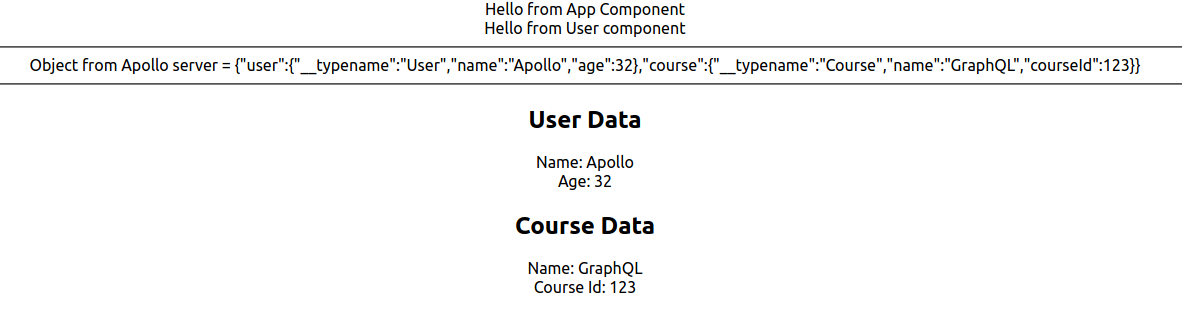 Hello from App Component
Hello from User component
Object from Apollo server = {"user":{"__typename":"User","name":"Apollo","age":32},"course":{"__typename":"Course","name":"GraphQL","courseId":123}}
User Data
Name: Apollo
Age: 32
Course Data
Name: GraphQL
Course Id: 123